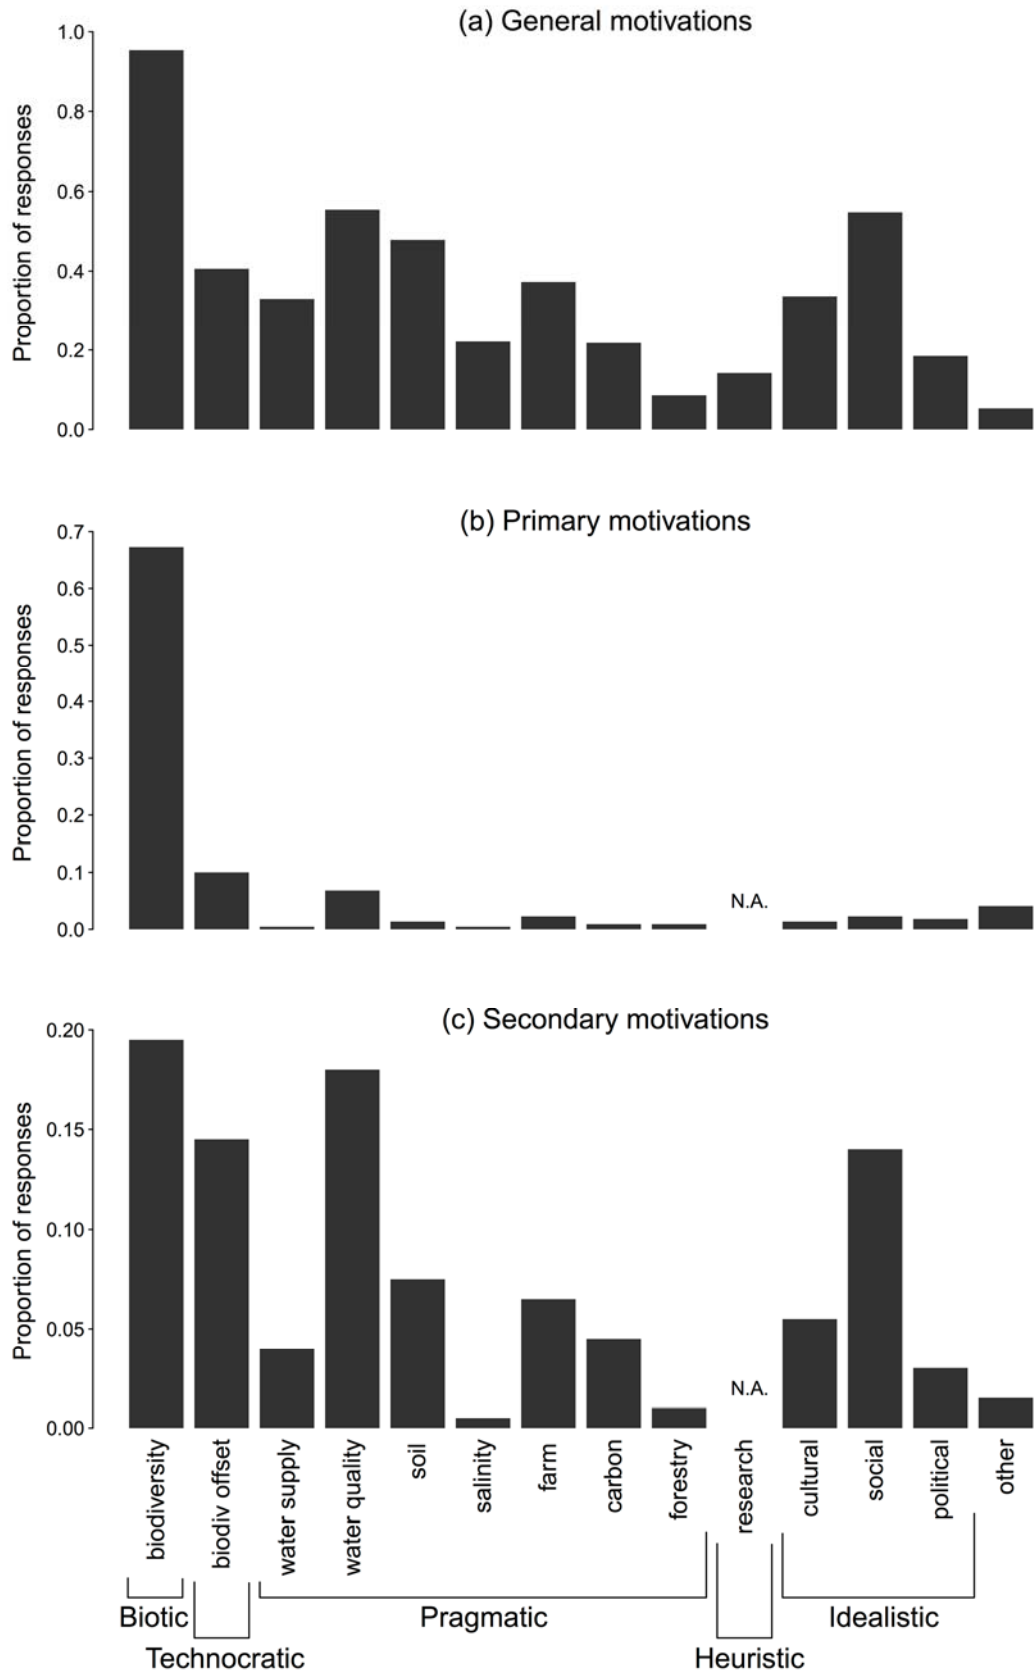 (a) General motivations
Proportion of responses
1.0
0.8
0.6
0.4
0.2
0.0
(b) Primary motivations
Proportion of responses
0.7
0.6
0.5
0.4
0.3
0.2
0.1
0.0
N.A.
(c) Secondary motivations
Proportion of responses
0.20
0.15
0.10
0.05
0.00
N.A.
biodiversity
biodiv offset
water supply
water quality
soil
salinity
farm
carbon
forestry
research
cultural
social
political
other
Biotic
Technocratic
Pragmatic
Heuristic
Idealistic